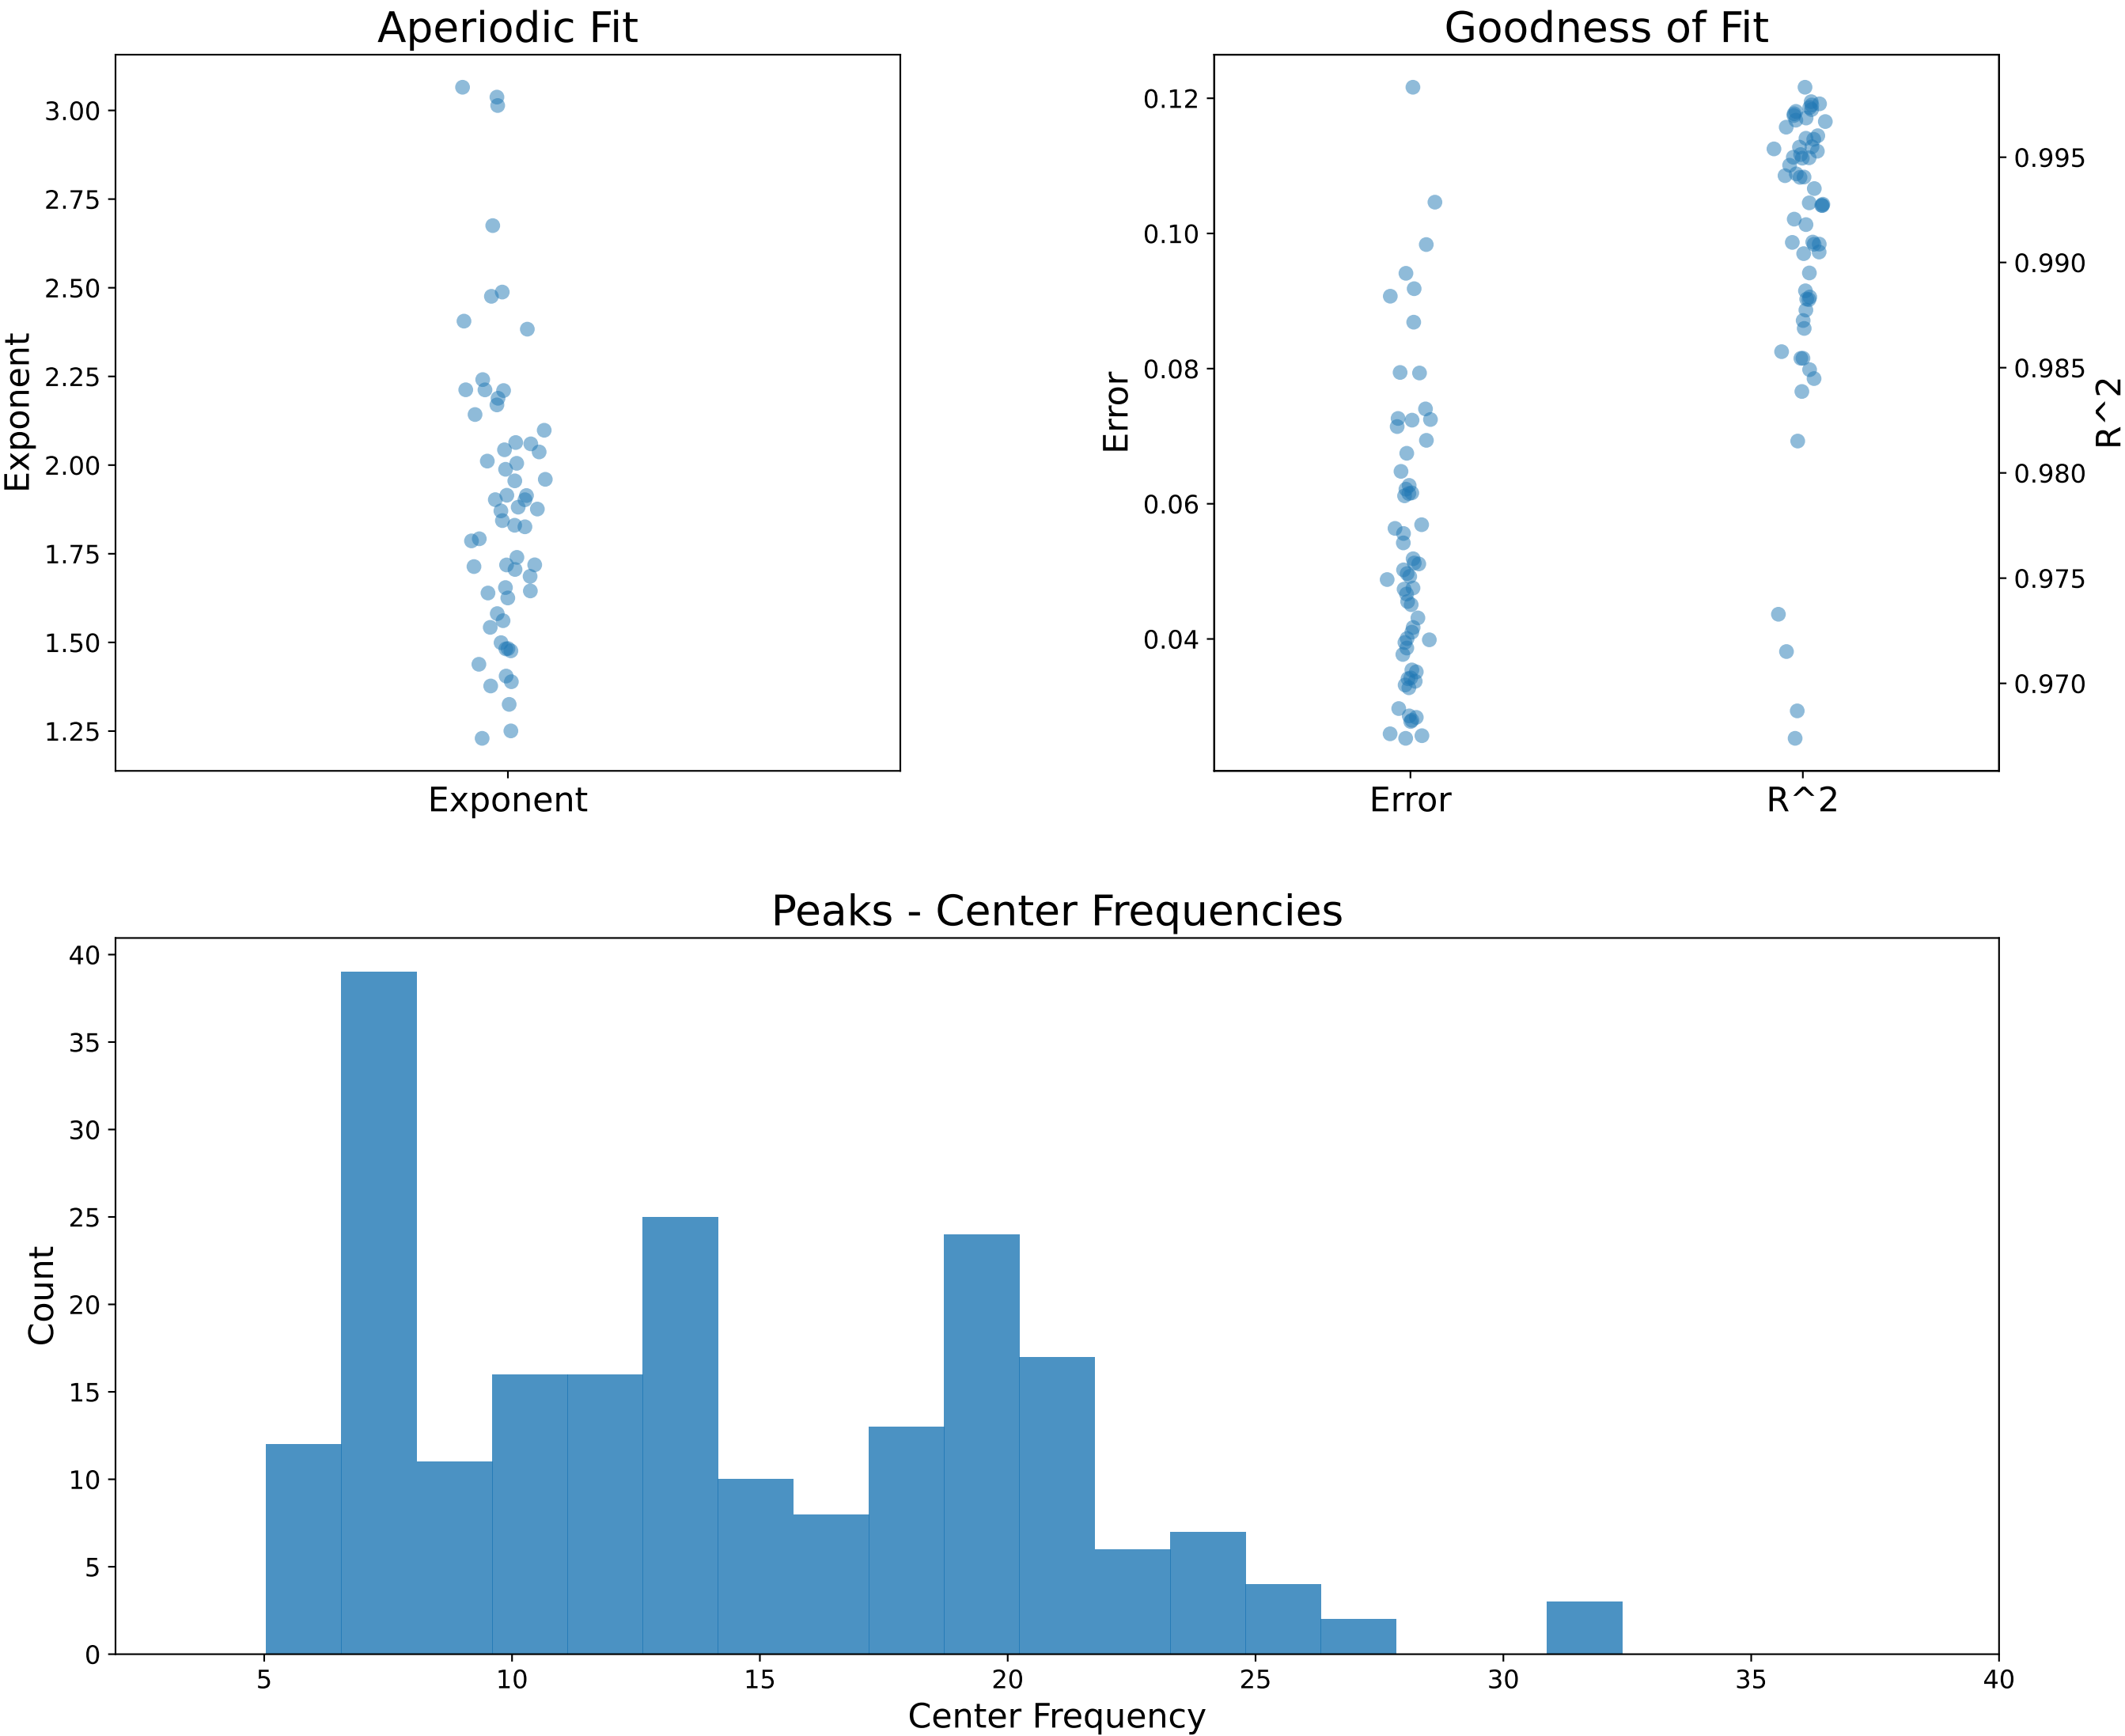 Aperiodic Fit
Exponent
3.00
2.75
2.50
2.25
2.00
1.75
1.50
1.25
Exponent
Goodness of Fit
Error
0.12
0.10
0.08
0.06
0.04
0.995
0.990
0.985
0.980
0.975
0.970
R^2
Error R^2
Peaks - Center Frequencies
Count
40
35
30
25
20
15
10
5
0
5 10 15 20 25 30 35 40
Center Frequency